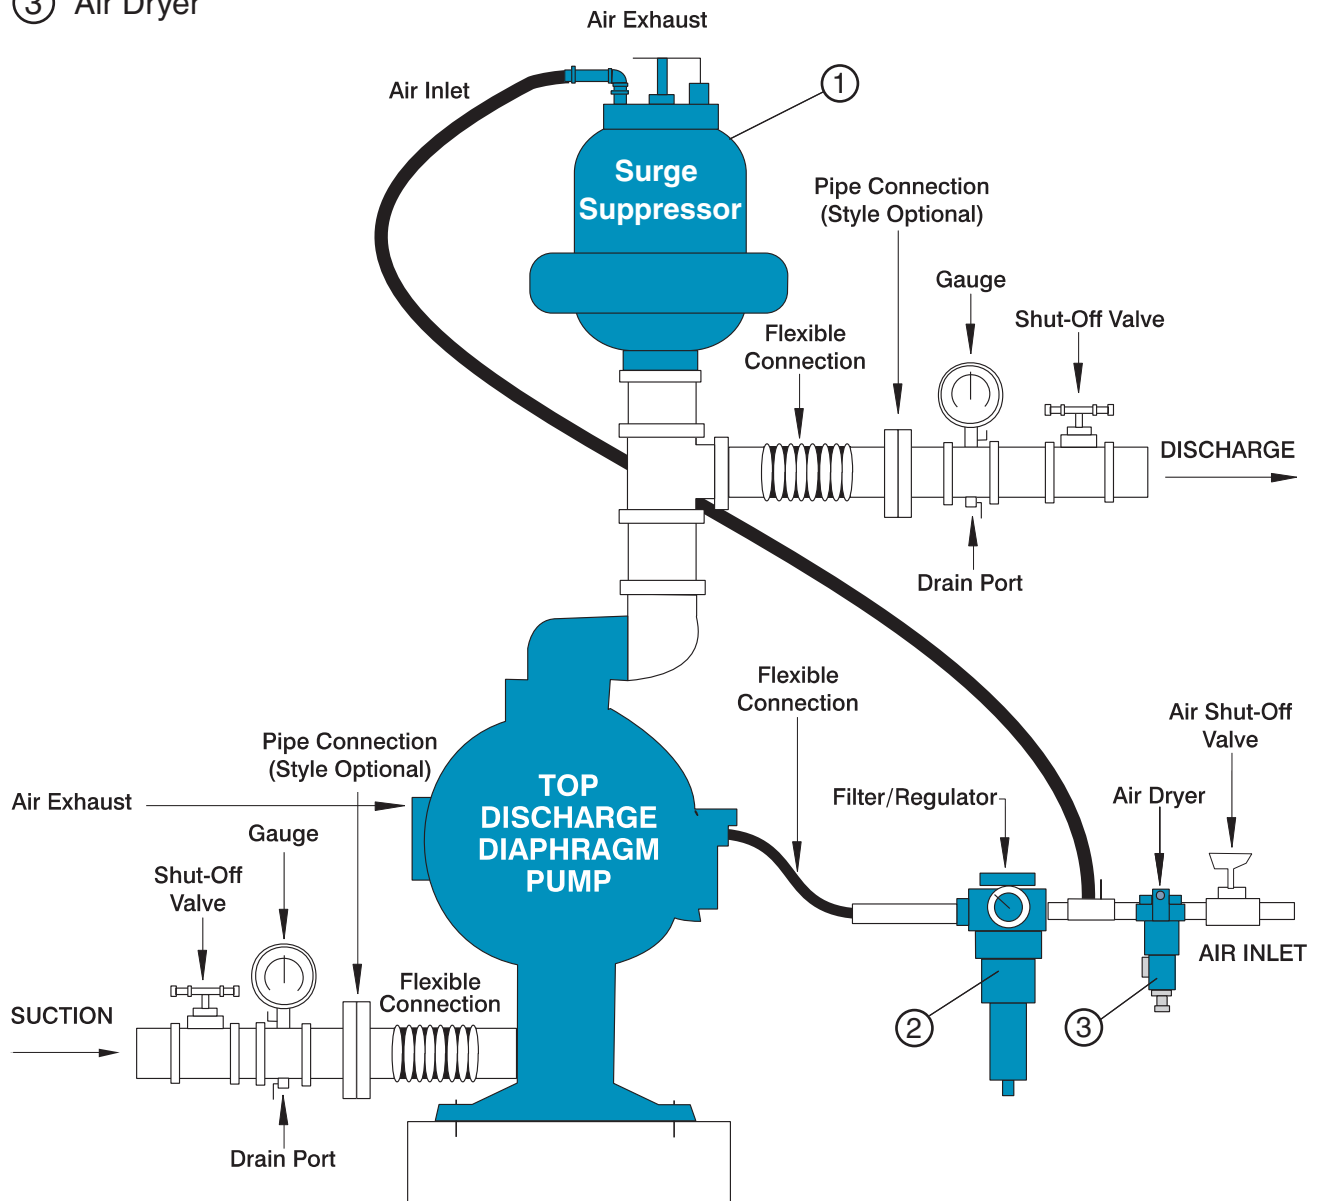 3 Air Dryer
Air Exhaust
Air Inlet
1
Surge
Suppressor
Pipe Connection
(Style Optional)
Gauge
Shut-Off Valve
Flexible
Connection
DISCHARGE
Drain Port
Flexible
Connection
Air Shut-Off
Valve
Pipe Connection
(Style Optional)
Air Exhaust
TOP
DISCHARGE
DIAPHRAGM
PUMP
Filter/Regulator
Air Dryer
Gauge
Shut-Off
Valve
AIR INLET
Flexible
Connection
SUCTION
2
3
Drain Port